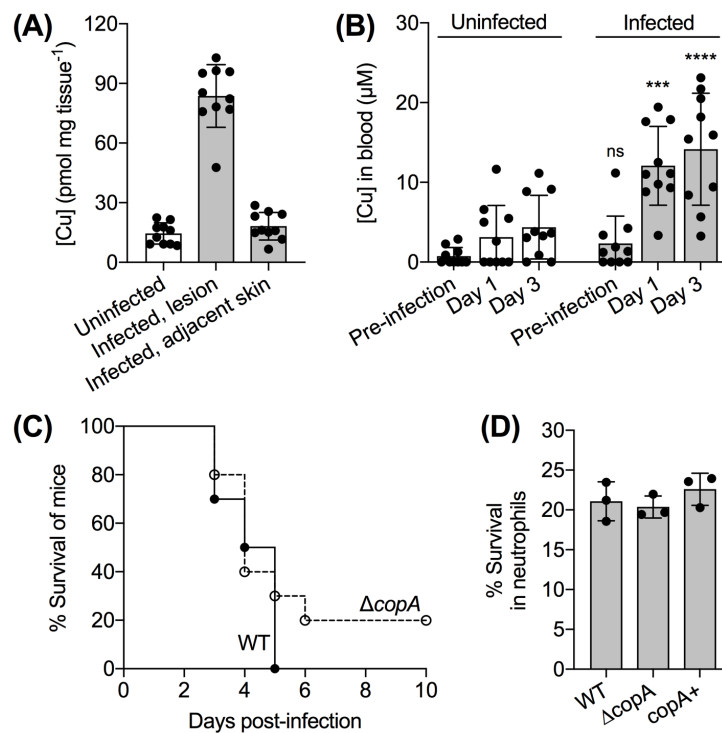 (A)
[Cu] (pmol mg tissue-1)
120
90
60
30
0
Uninfected
Infected, lesion
Infected, adjacent skin
(B)
Uninfected
Infected
[Cu] in blood (µM)
30
20
10
0
ns
***
****
Pre-infection
Day 1
Day 3
Pre-infection
Day 1
Day 3
(C)
% Survival of mice
100
80
60
40
20
0
ΔcopA
WT
0 2 4 6 8 10
Days post-infection
(D)
% Survival
in neutrophils
30
25
20
15
10
5
0
WT
ΔcopA
copA+